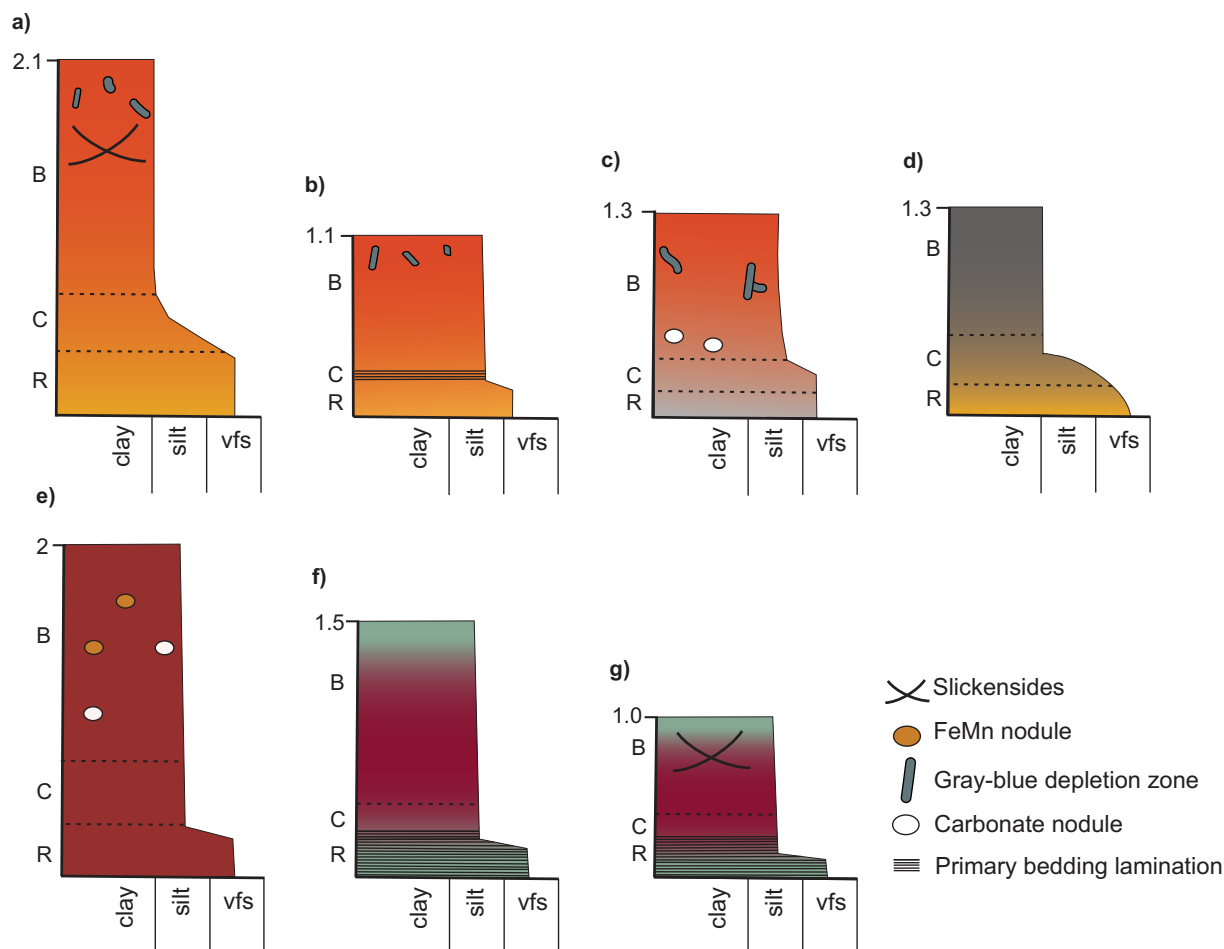 a)
2.1
B
C
R
clay
silt
vfs
b)
1.1
B
C
R
clay
silt
vfs
c)
1.3
B
C
R
clay
silt
vfs
d)
1.3
B
C
R
clay
silt
vfs
e)
2
B
C
R
clay
silt
vfs
f)
1.5
B
C
R
clay
silt
vfs
g)
1.0
B
C
R
clay
silt
vfs
Slickensides
FeMn nodule
Gray-blue depletion zone
Carbonate nodule
Primary bedding lamination